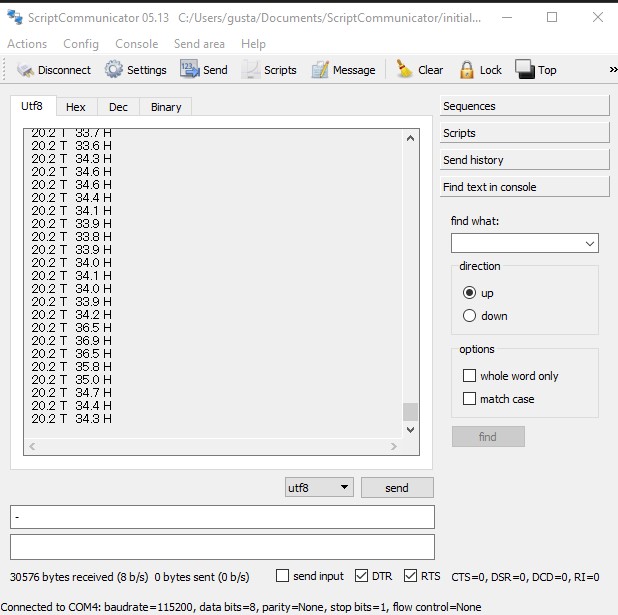 ScriptCommunicator 05.13 C:/Users/gusta/Documents/ScriptCommunicator/initial...
Actions Config Console Send area Help
Disconnect Settings Send Scripts Message Clear Lock Top »
Utf8 Hex Dec Binary
20.2 T 33.7 H
20.2 T 33.6 H
20.2 T 34.3 H
20.2 T 34.6 H
20.2 T 34.6 H
20.2 T 34.4 H
20.2 T 34.1 H
20.2 T 33.9 H
20.2 T 33.8 H
20.2 T 33.9 H
20.2 T 34.0 H
20.2 T 34.1 H
20.2 T 34.0 H
20.2 T 33.9 H
20.2 T 34.2 H
20.2 T 36.5 H
20.2 T 36.9 H
20.2 T 36.5 H
20.2 T 35.8 H
20.2 T 35.0 H
20.2 T 34.7 H
20.2 T 34.4 H
20.2 T 34.3 H
Sequences
Scripts
Send history
Find text in console
find what:
direction
up
down
options
whole word only
match case
find
utf8 send
-
30576 bytes received (8 b/s) 0 bytes sent (0 b/s) send input DTR RTS CTS=0, DSR=0, DCD=0, RI=0
Connected to COM4: baudrate=115200, data bits=8, parity=None, stop bits=1, flow control=None